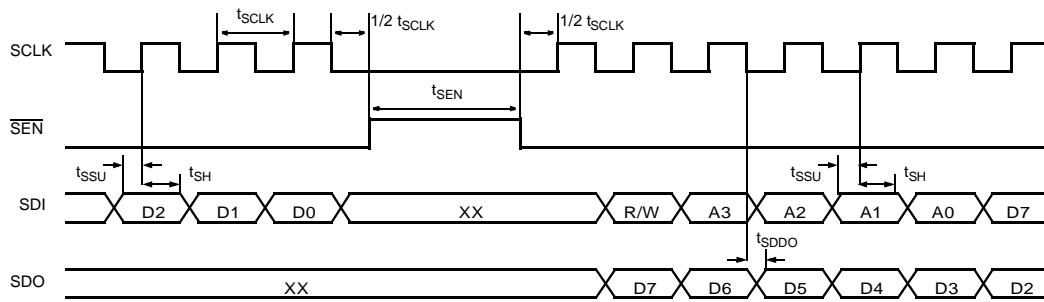 tSCLK 1/2 tSCLK 1/2 tSCLK
SCLK
tSEN
SEN
tSSU tSH tSSU tSH
SDI D2 D1 D0 XX R/W A3 A2 A1 A0 D7
tSDDO
SDO XX D7 D6 D5 D4 D3 D2